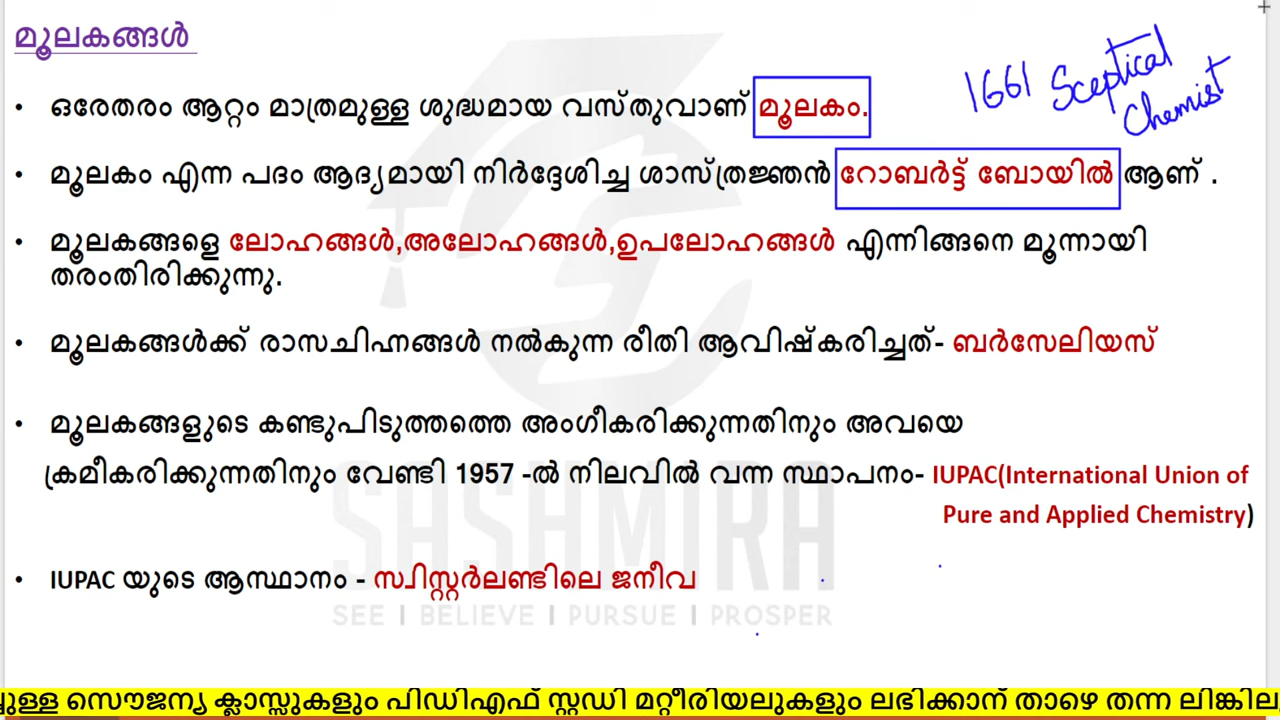 മൂലകങ്ങൾ
1661 Sceptical
Chemist
• ഒരേതരം ആറ്റം മാത്രമുള്ള ശുദ്ധമായ വസ്തുവാണ് മൂലകം.
• മൂലകം എന്ന പദം ആദ്യമായി നിർദ്ദേശിച്ച ശാസ്ത്രജ്ഞൻ റോബർട്ട് ബോയിൽ ആണ് .
• മൂലകങ്ങളെ ലോഹങ്ങൾ,അലോഹങ്ങൾ,ഉപലോഹങ്ങൾ എന്നിങ്ങനെ മൂന്നായി
തരംതിരിക്കുന്നു.
• മൂലകങ്ങൾക്ക് രാസചിഹ്നങ്ങൾ നൽകുന്ന രീതി ആവിഷ്കരിച്ചത്- ബർസേലിയസ്
• മൂലകങ്ങളുടെ കണ്ടുപിടുത്തത്തെ അംഗീകരിക്കുന്നതിനും അവയെ
ക്രമീകരിക്കുന്നതിനും വേണ്ടി 1957 -ൽ നിലവിൽ വന്ന സ്ഥാപനം- IUPAC(International Union of
Pure and Applied Chemistry)
SASHMIRA
• IUPAC യുടെ ആസ്ഥാനം - സ്വിസ്റ്റർലണ്ടിലെ ജനീവ
SEE | BELIEVE | PURSUE | PROSPER
സൌജന്യ ക്ലാസ്സുകളും പിഡിഎഫ് സ്റ്റഡി മറ്റീരിയലുകളും ലഭിക്കാന് താഴെ തന്ന